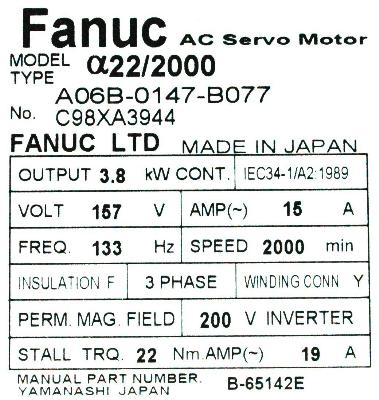 Fanuc AC Servo Motor
MODEL
TYPE α22/2000
A06B-0147-B077
No. C98XA3944
FANUC LTD MADE IN JAPAN
OUTPUT 3.8 kW CONT. IEC34-1/A2:1989
VOLT 157 V AMP(~) 15 A
FREQ. 133 Hz SPEED 2000 min
INSULATION F 3 PHASE WINDING CONN Y
PERM. MAG. FIELD 200 V INVERTER
STALL TRQ. 22 Nm. AMP(~) 19 A
MANUAL PART NUMBER. B-65142E
YAMANASHI JAPAN